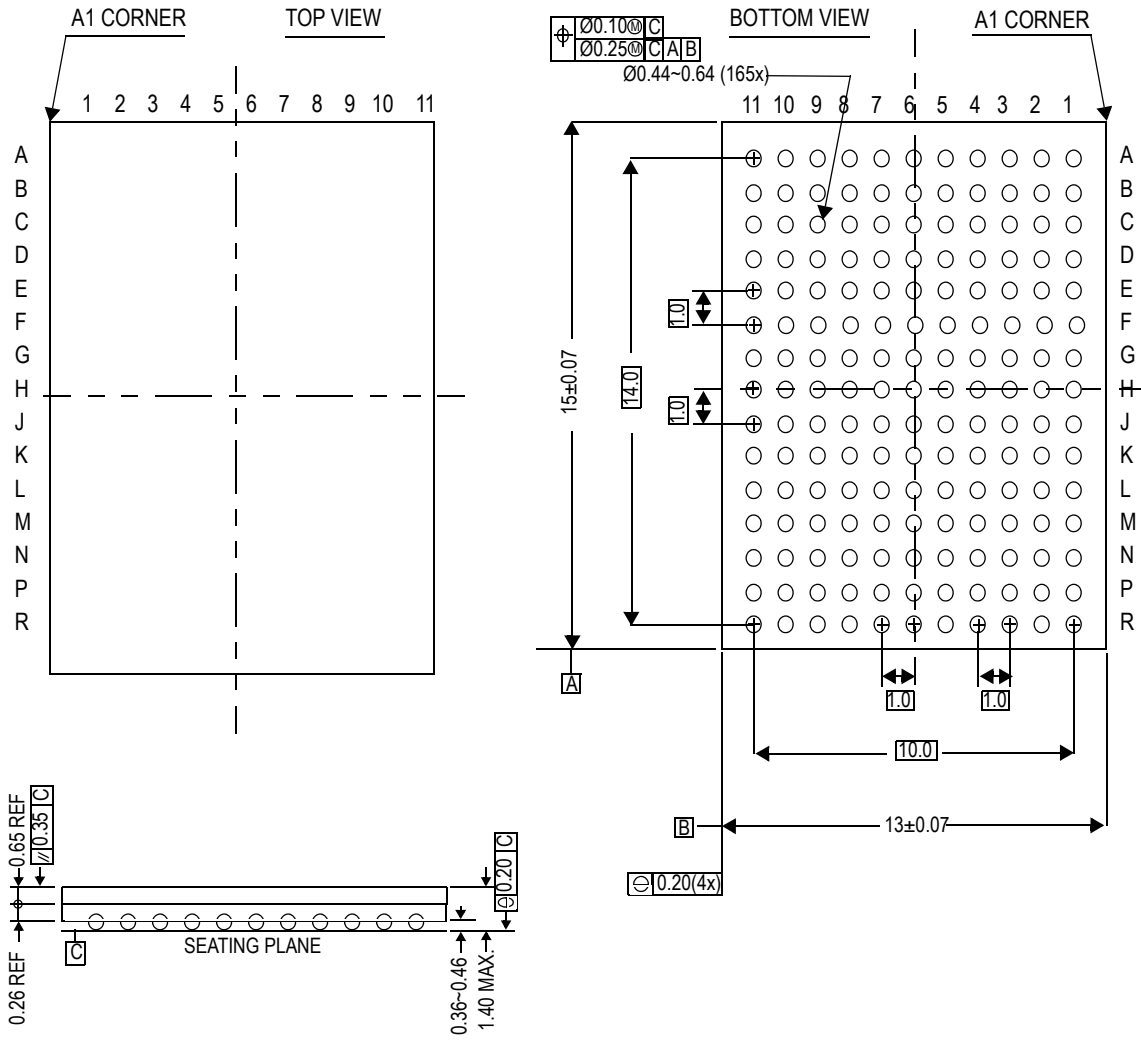 A1 CORNER
TOP VIEW
1 2 3 4 5 6 7 8 9 10 11
A
B
C
D
E
F
G
H
J
K
L
M
N
P
R
Ø0.10Ⓜ C
Ø0.25Ⓜ C A B
Ø0.44~0.64 (165x)
BOTTOM VIEW
A1 CORNER
11 10 9 8 7 6 5 4 3 2 1
A
B
C
D
E
F
G
H
J
K
L
M
N
P
R
15±0.07
14.0
1.0
1.0
A
1.0
1.0
10.0
B
13±0.07
0.20(4x)
0.65 REF
// 0.35 C
0.20 C
C
SEATING PLANE
0.26 REF
0.36~0.46
1.40 MAX.